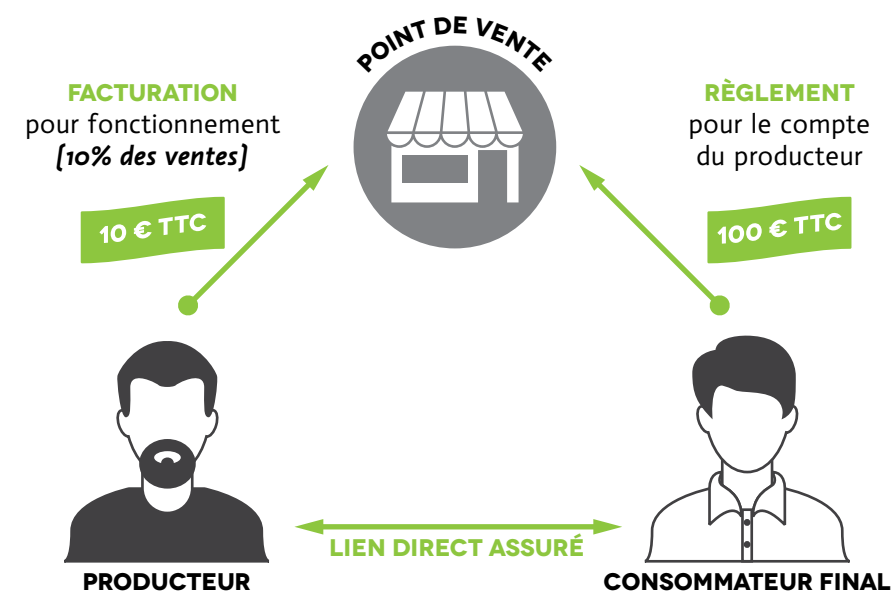 POINT DE VENTE
FACTURATION
pour fonctionnement
(10% des ventes)
10 € TTC
RÈGLEMENT
pour le compte
du producteur
100 € TTC
LIEN DIRECT ASSURÉ
PRODUCTEUR
CONSOMMATEUR FINAL